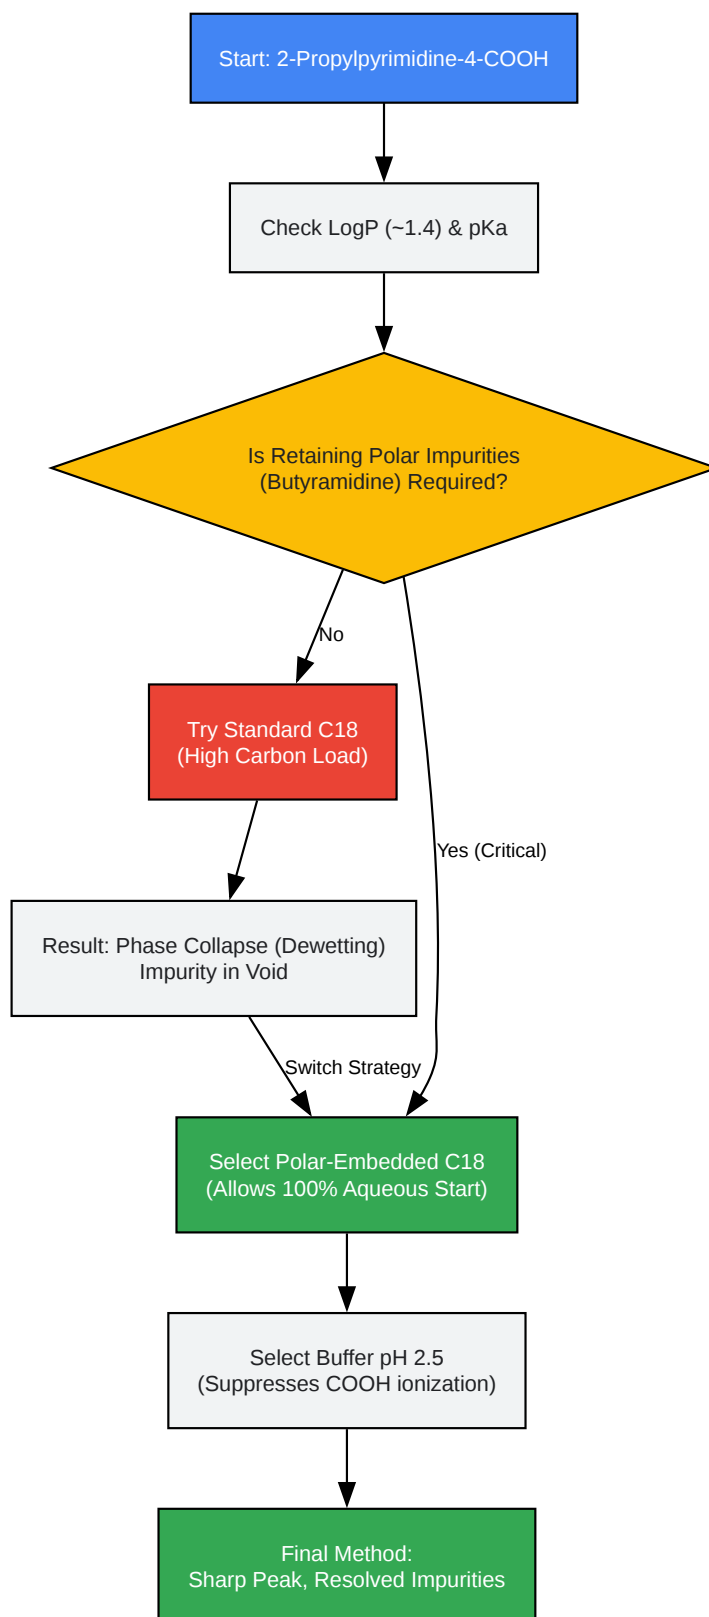 Start: 2-Propylpyrimidine-4-COOH
Check LogP (~1.4) & pKa
Is Retaining Polar Impurities
(Butyramidine) Required?
No
Try Standard C18
(High Carbon Load)
Yes (Critical)
Result: Phase Collapse (Dewetting)
Impurity in Void
Switch Strategy
Select Polar-Embedded C18
(Allows 100% Aqueous Start)
Select Buffer pH 2.5
(Suppresses COOH ionization)
Final Method:
Sharp Peak, Resolved Impurities